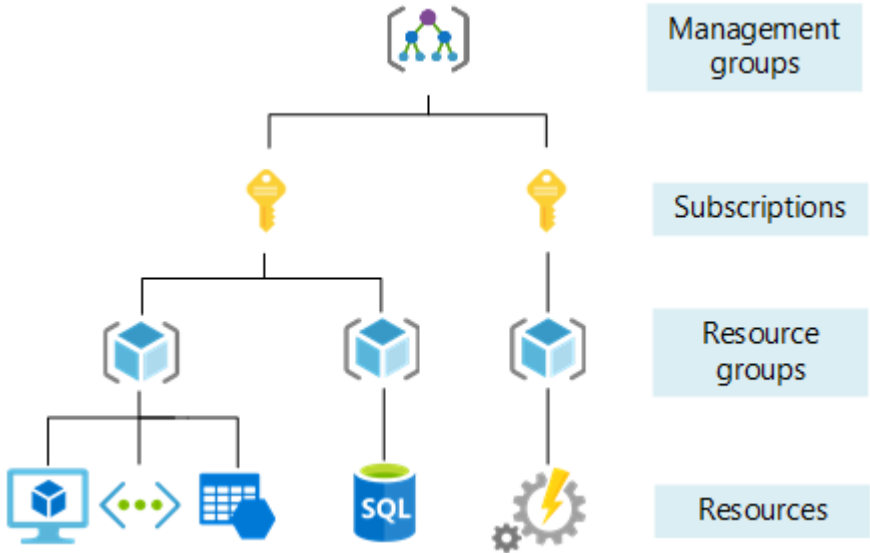 Management
groups
Subscriptions
Resource
groups
SQL
Resources